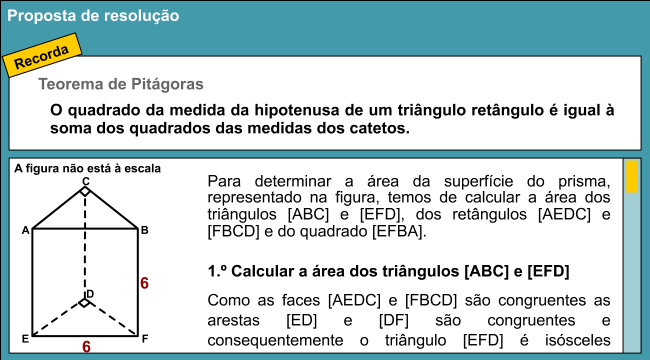 Proposta de resolução
Recorda
Teorema de Pitágoras
O quadrado da medida da hipotenusa de um triângulo retângulo é igual à
soma dos quadrados das medidas dos catetos.
A figura não está à escala
C
A
B
6
D
E
F
6
Para determinar a área da superfície do prisma,
representado na figura, temos de calcular a área dos
triângulos [ABC] e [EFD], dos retângulos [AEDC] e
[FBCD] e do quadrado [EFBA].
1.º Calcular a área dos triângulos [ABC] e [EFD]
Como as faces [AEDC] e [FBCD] são congruentes as
arestas [ED] e [DF] são congruentes e
consequentemente o triângulo [EFD] é isósceles